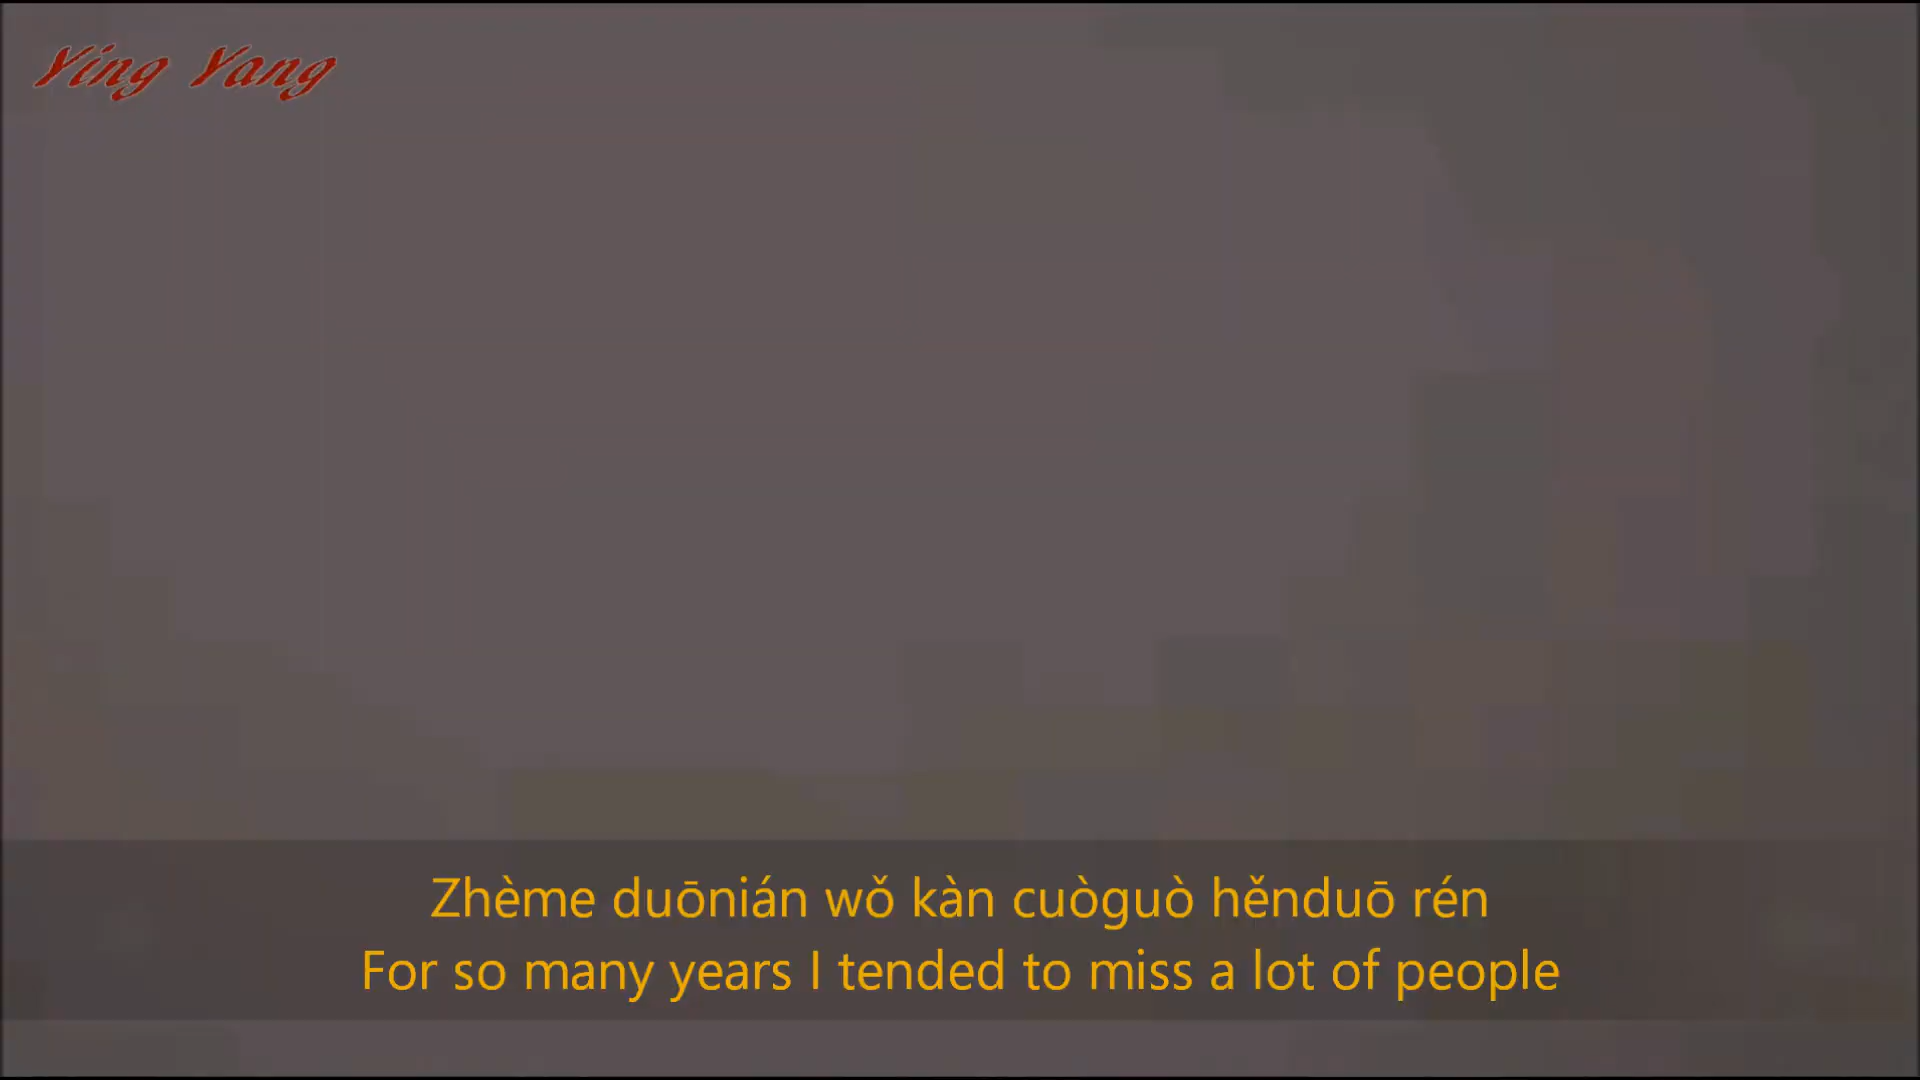 Ying Yang
Zhème duōnián wǒ kàn cuòguò hěnduō rén
For so many years I tended to miss a lot of people